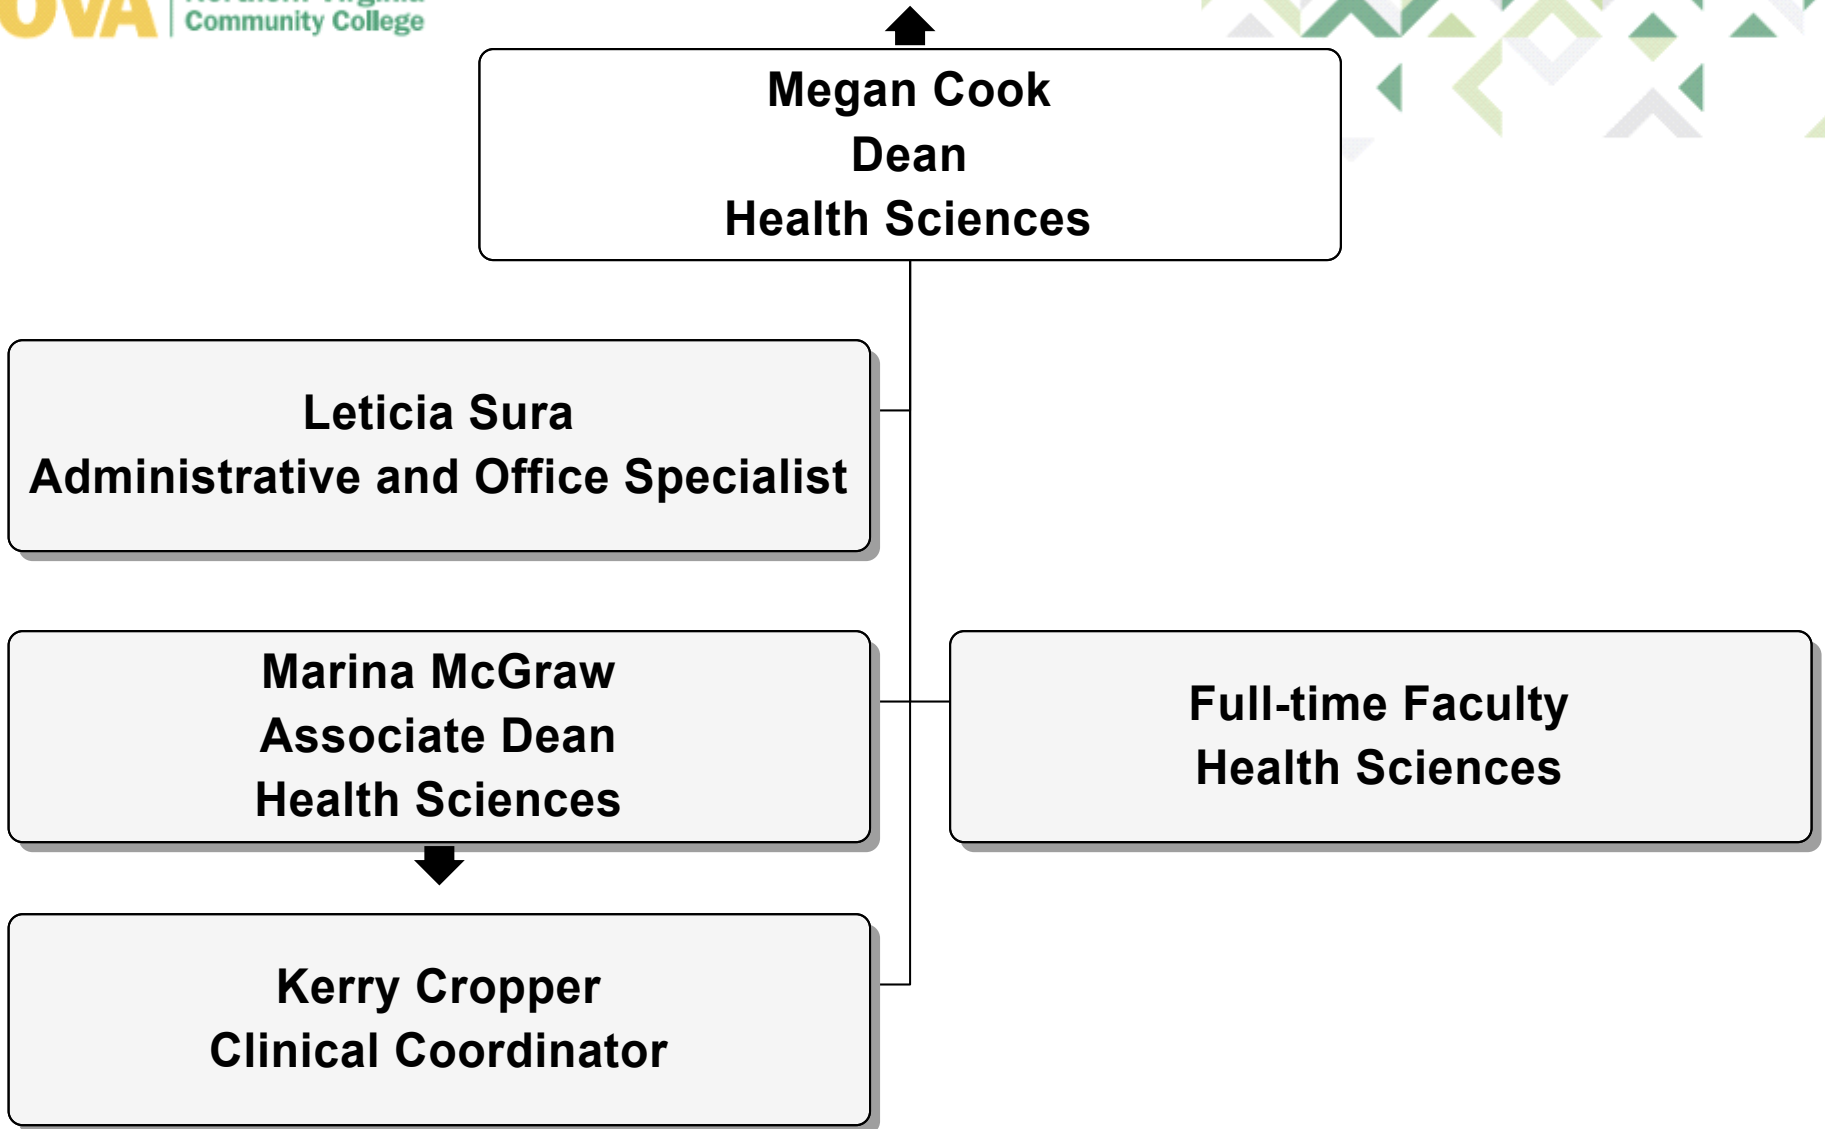 OVA
Community College
Megan Cook
Dean
Health Sciences
Leticia Sura
Administrative and Office Specialist
Marina McGraw
Associate Dean
Health Sciences
Full-time Faculty
Health Sciences
Kerry Cropper
Clinical Coordinator